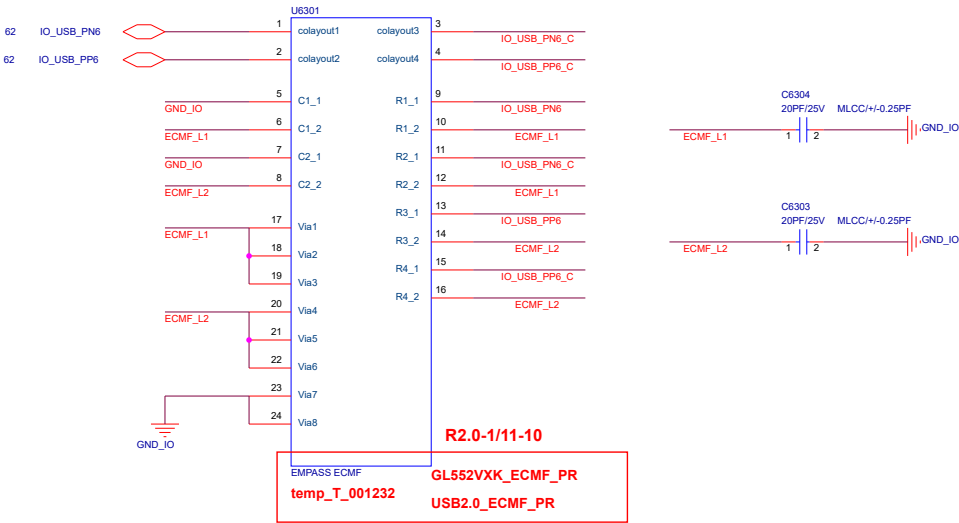 U6301
62 IO_USB_PN6 1 colayout1 colayout3 3 IO_USB_PN6_C
62 IO_USB_PP6 2 colayout2 colayout4 4 IO_USB_PP6_C
GND_IO 5 C1_1 R1_1 9 IO_USB_PN6
ECMF_L1 6 C1_2 R1_2 10 ECMF_L1
GND_IO 7 C2_1 R2_1 11 IO_USB_PN6_C
ECMF_L2 8 C2_2 R2_2 12 ECMF_L1
R3_1 13 IO_USB_PP6
ECMF_L1 17 Via1
R3_2 14 ECMF_L2
18 Via2
R4_1 15 IO_USB_PP6_C
19 Via3
R4_2 16 ECMF_L2
ECMF_L2 20 Via4
21 Via5
22 Via6
23 Via7
24 Via8
GND_IO
C6304
20PF/25V MLCC/+/-0.25PF
ECMF_L1 1 2 GND_IO
C6303
20PF/25V MLCC/+/-0.25PF
ECMF_L2 1 2 GND_IO
R2.0-1/11-10
EMPASS ECMF
GL552VXK_ECMF_PR
temp_T_001232
USB2.0_ECMF_PR